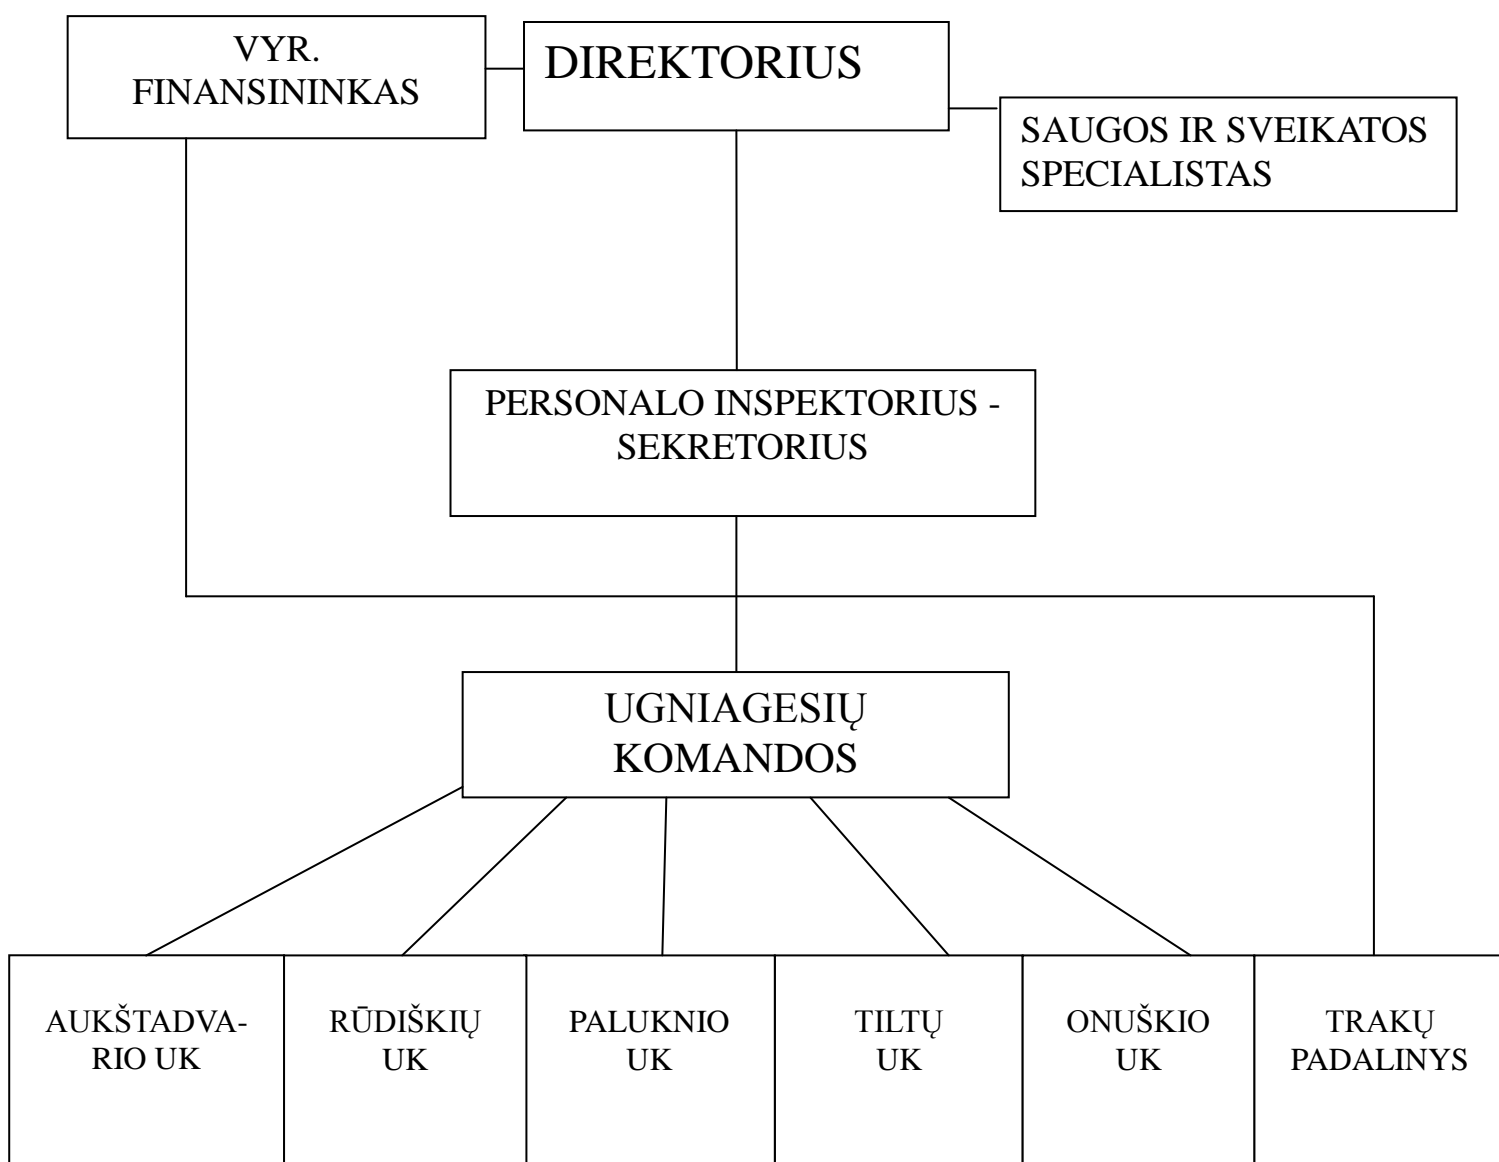 VYR.
FINANSININKAS
DIREKTORIUS
SAUGOS IR SVEIKATOS
SPECIALISTAS
PERSONALO INSPEKTORIUS -
SEKRETORIUS
UGNIAGESIŲ
KOMANDOS
AUKŠTADVA-
RIO UK
RŪDIŠKIŲ
UK
PALUKNIO
UK
TILTŲ
UK
ONUŠKIO
UK
TRAKŲ
PADALINYS